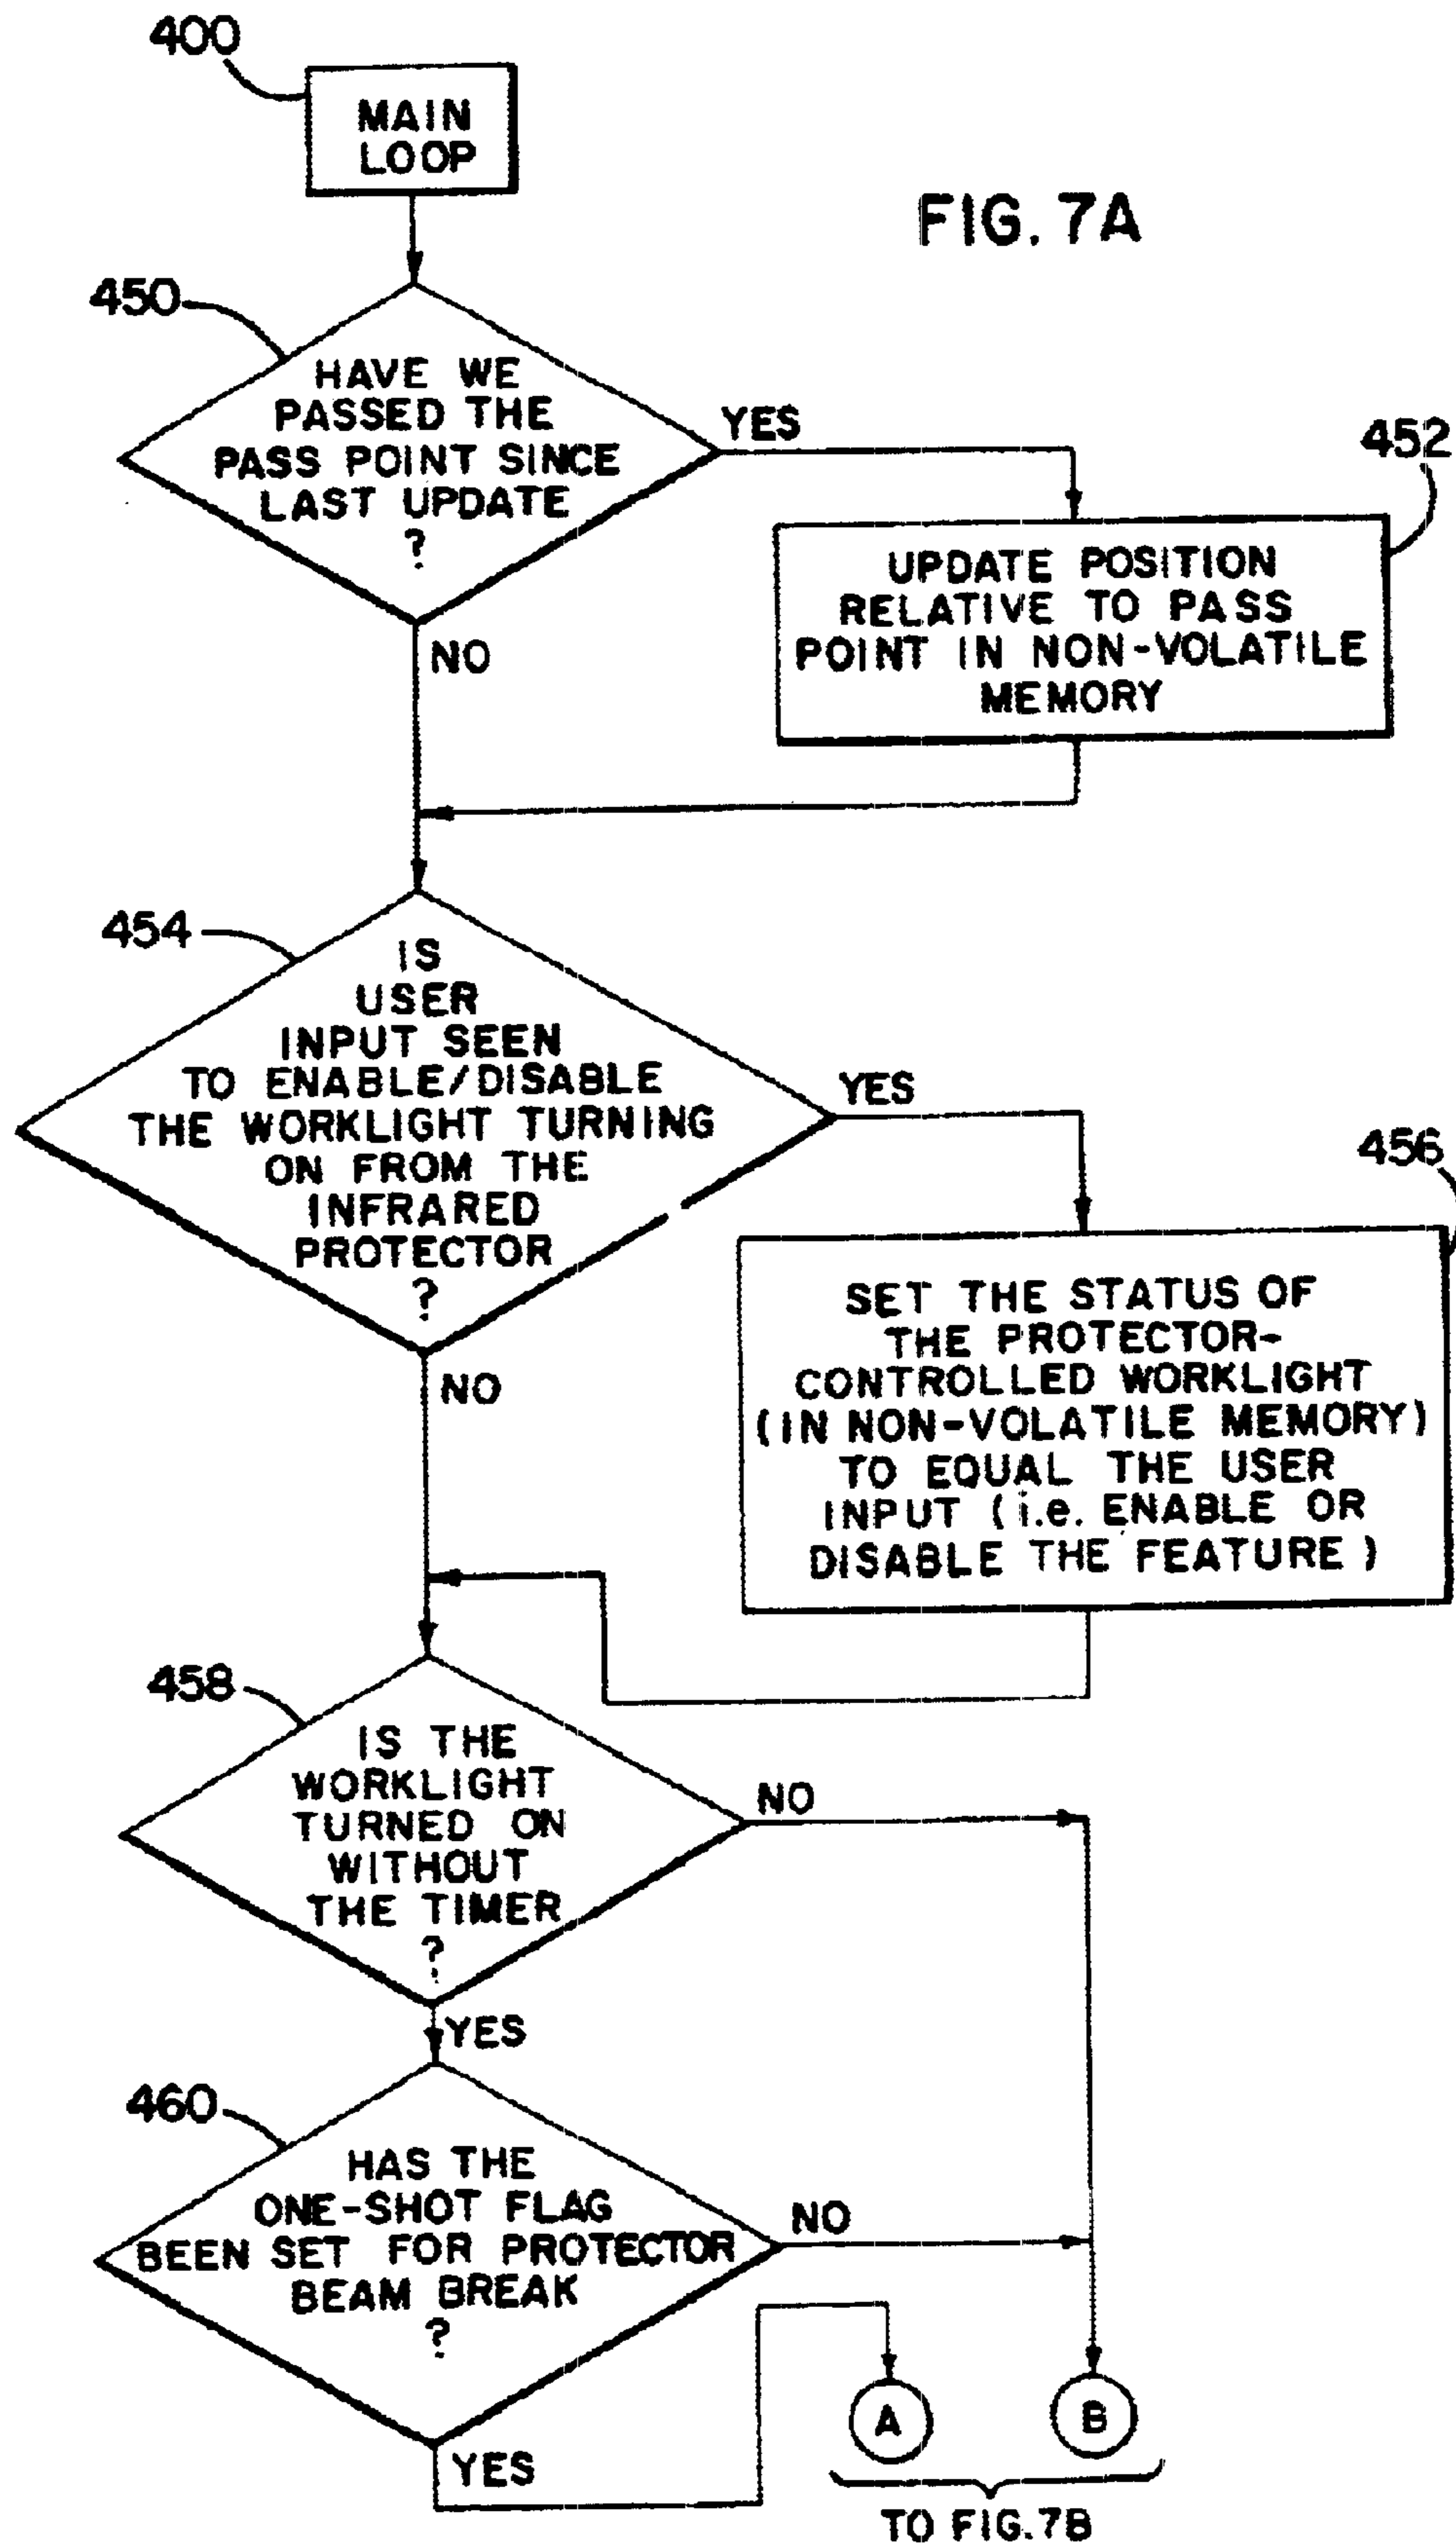 400
MAIN
LOOP
FIG. 7A
450
HAVE WE
PASSED THE
PASS POINT SINCE
LAST UPDATE
?
YES
452
UPDATE POSITION
RELATIVE TO PASS
POINT IN NON-VOLATILE
MEMORY
NO
454
IS
USER
INPUT SEEN
TO ENABLE/DISABLE
THE WORKLIGHT TURNING
ON FROM THE
INFRARED
PROTECTOR
?
YES
456
SET THE STATUS OF
THE PROTECTOR-
CONTROLLED WORKLIGHT
(IN NON-VOLATILE MEMORY)
TO EQUAL THE USER
INPUT (i.e. ENABLE OR
DISABLE THE FEATURE)
NO
458
IS THE
WORKLIGHT
TURNED ON
WITHOUT
THE TIMER
?
NO
YES
460
HAS THE
ONE-SHOT FLAG
BEEN SET FOR PROTECTOR
BEAM BREAK
?
NO
YES
A
B
TO FIG. 7B